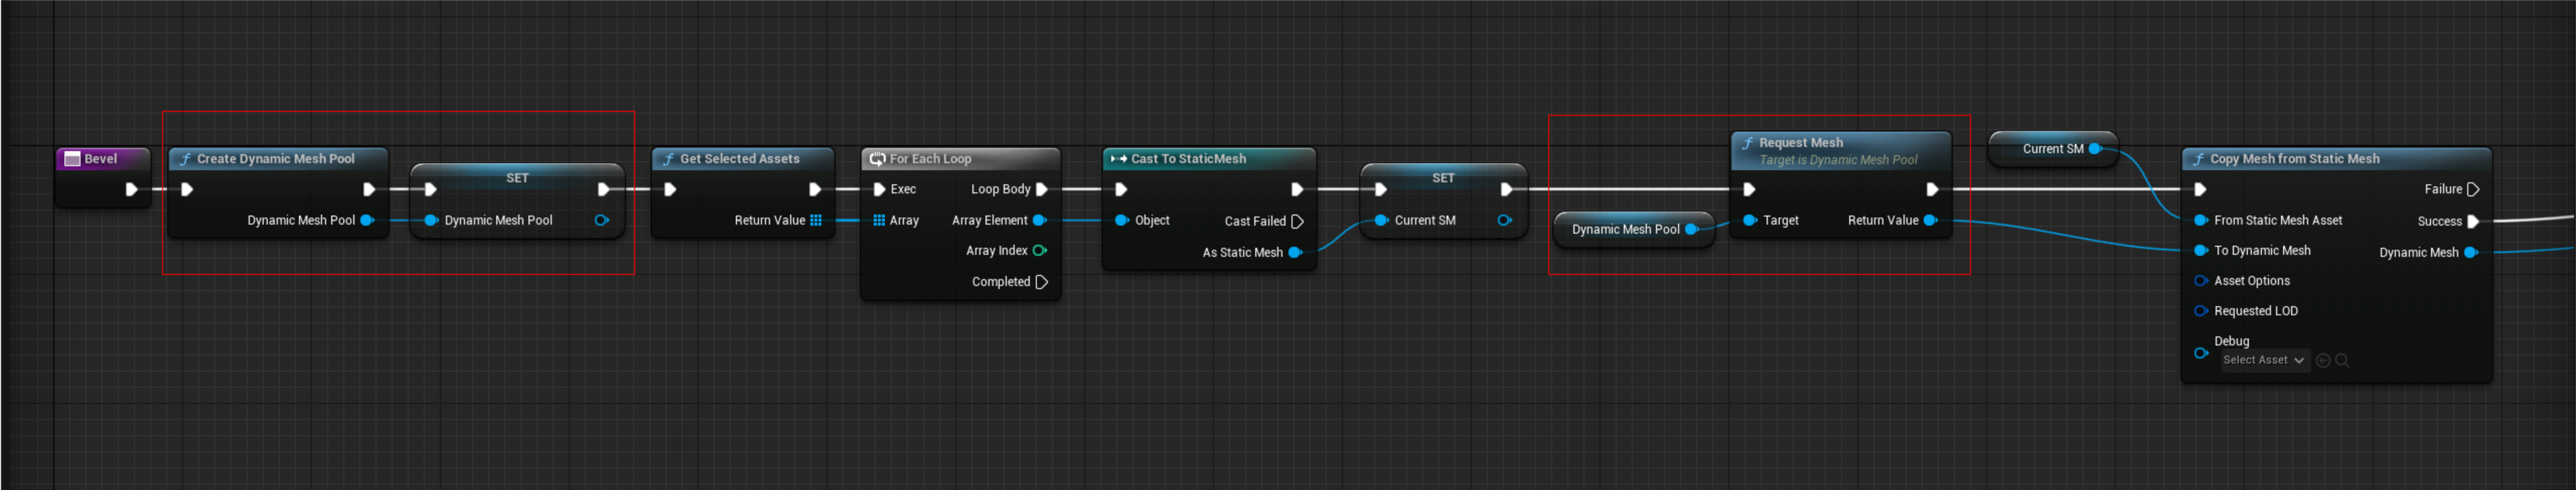 Bevel
Create Dynamic Mesh Pool
Dynamic Mesh Pool
SET
Dynamic Mesh Pool
Get Selected Assets
Return Value
For Each Loop
Exec
Loop Body
Array
Array Element
Array Index
Completed
Cast To StaticMesh
Object
Cast Failed
As Static Mesh
SET
Current SM
Dynamic Mesh Pool
Request Mesh
Target is Dynamic Mesh Pool
Target
Return Value
Current SM
Copy Mesh from Static Mesh
Failure
From Static Mesh Asset
Success
To Dynamic Mesh
Dynamic Mesh
Asset Options
Requested LOD
Debug
Select Asset